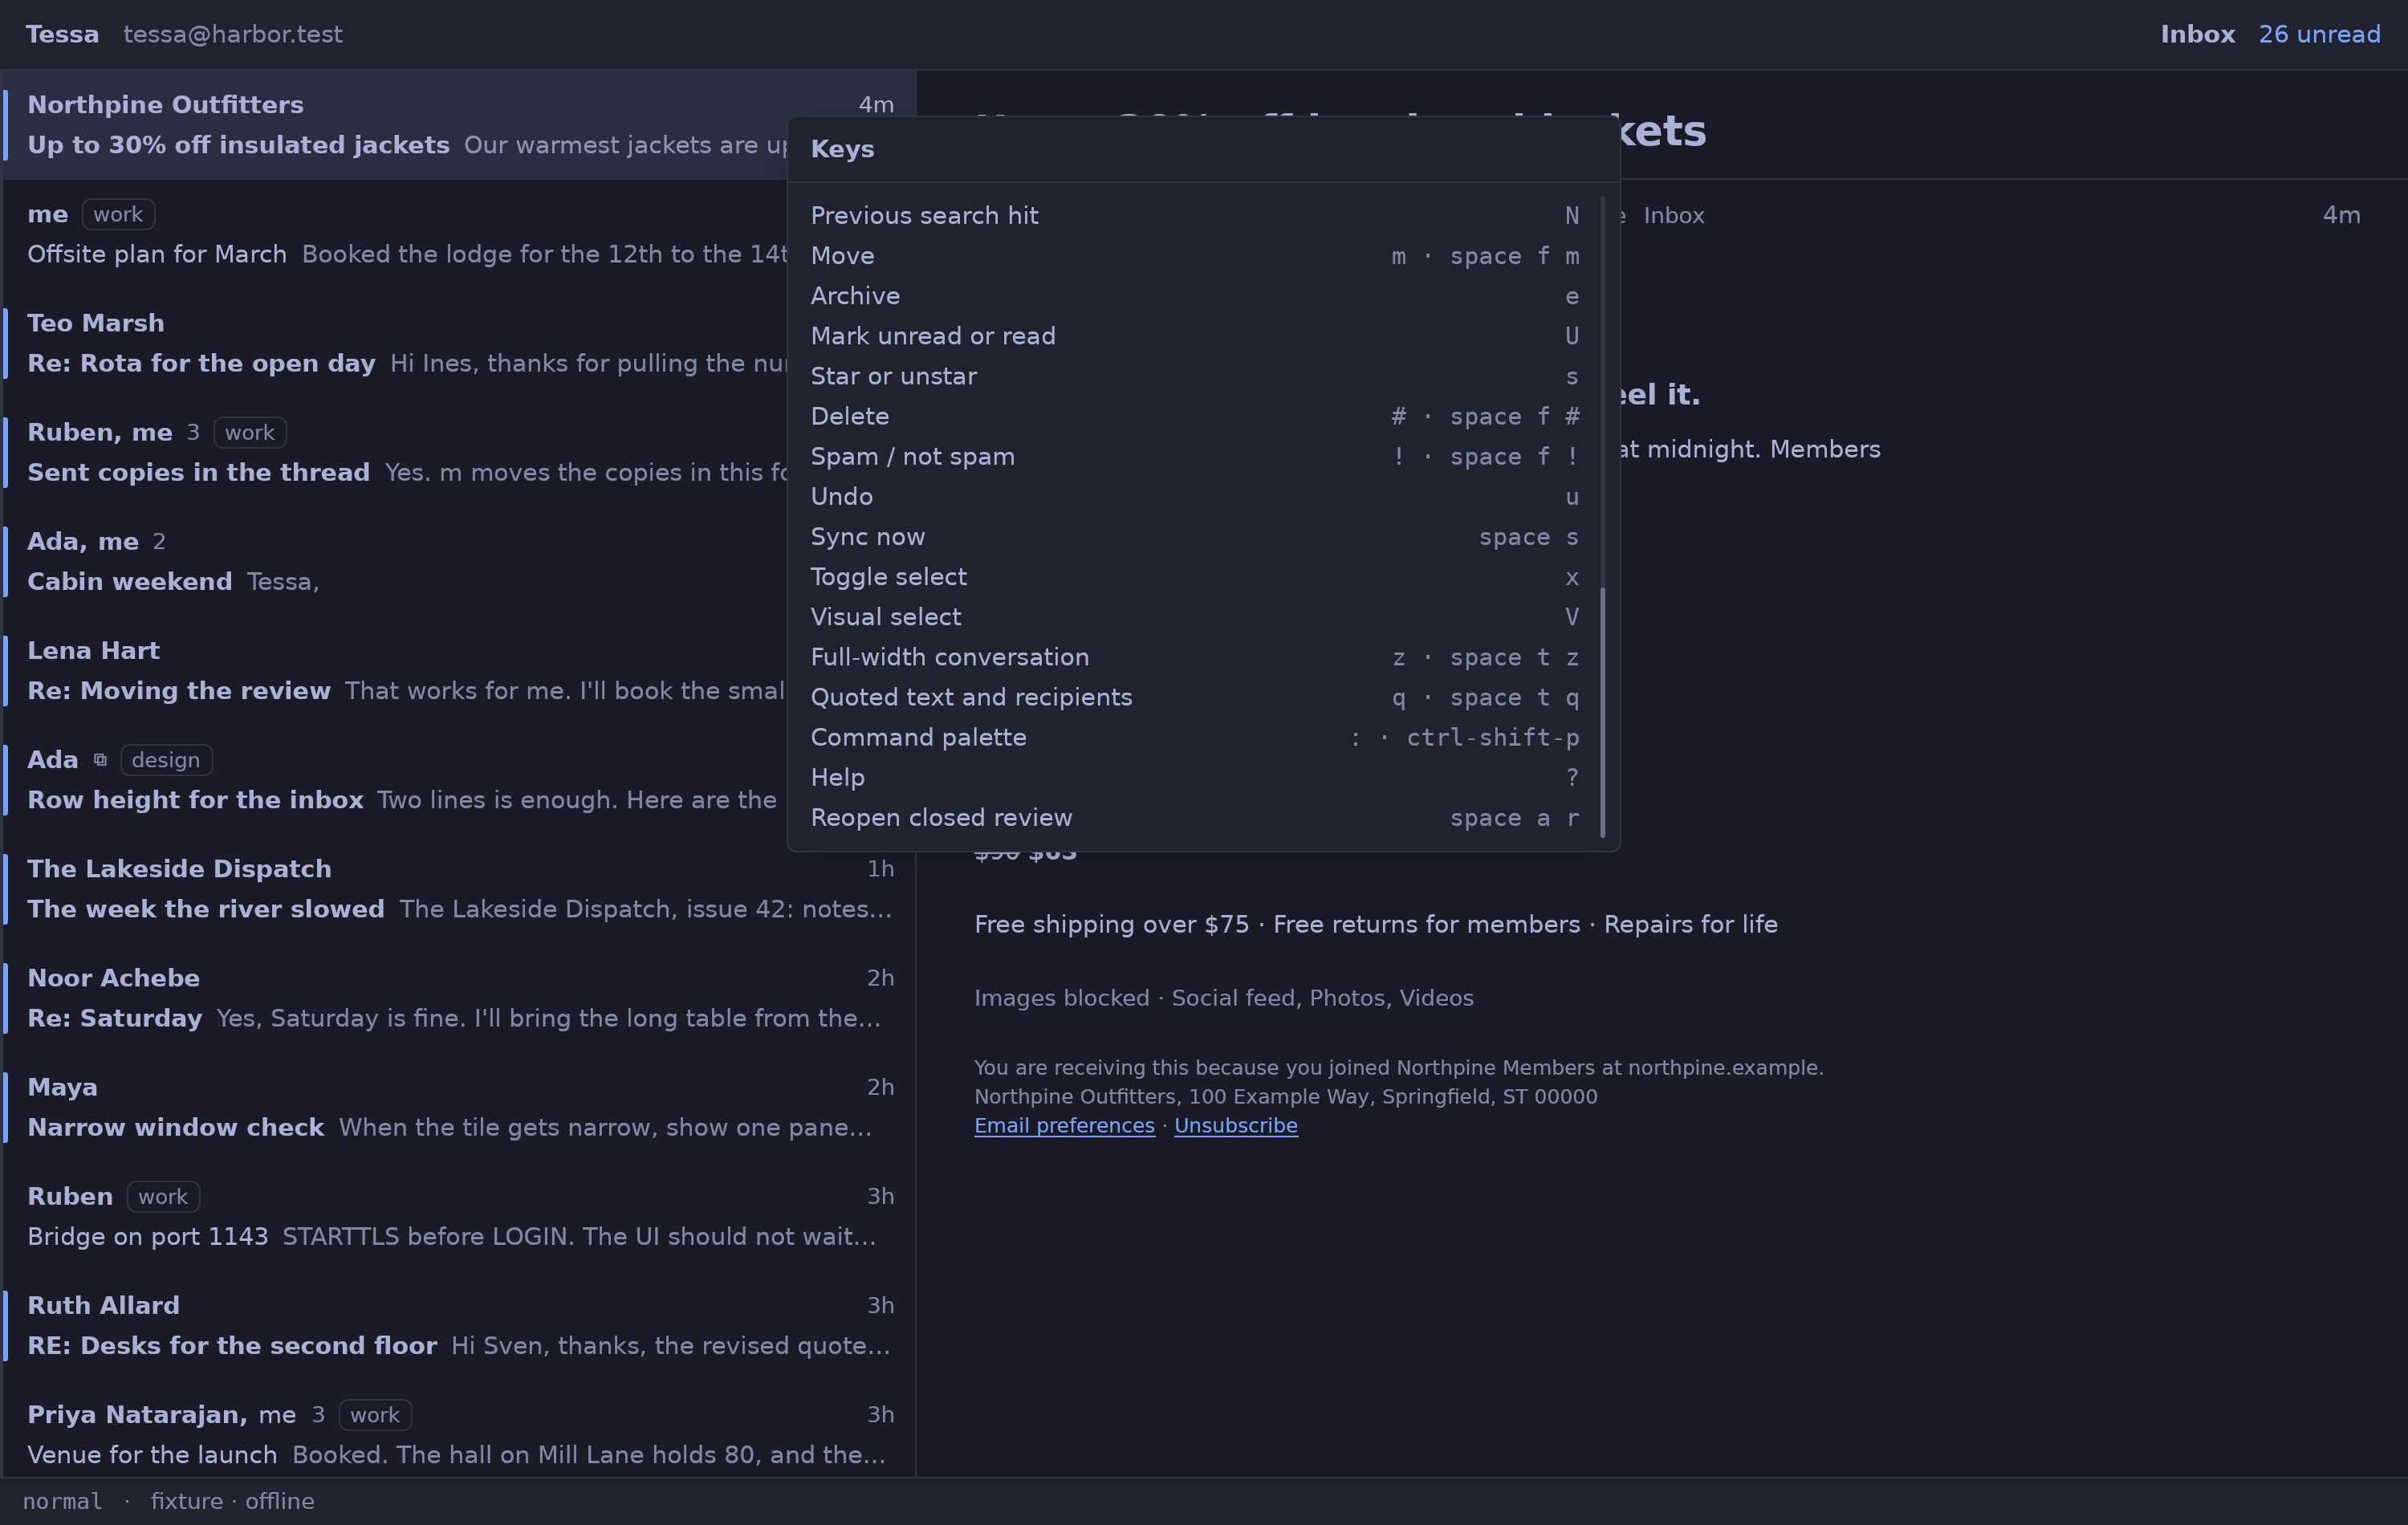 Tessa tessa@harbor.test
Inbox 26 unread
Northpine Outfitters 4m
Up to 30% off insulated jackets Our warmest jackets are up
me work
Offsite plan for March Booked the lodge for the 12th to the 14t
Teo Marsh
Re: Rota for the open day Hi Ines, thanks for pulling the nu
Ruben, me 3 work
Sent copies in the thread Yes. m moves the copies in this fo
Ada, me 2
Cabin weekend Tessa,
Lena Hart
Re: Moving the review That works for me. I'll book the smal
Ada design
Row height for the inbox Two lines is enough. Here are the
The Lakeside Dispatch 1h
The week the river slowed The Lakeside Dispatch, issue 42: notes…
Noor Achebe 2h
Re: Saturday Yes, Saturday is fine. I'll bring the long table from the…
Maya 2h
Narrow window check When the tile gets narrow, show one pane…
Ruben work 3h
Bridge on port 1143 STARTTLS before LOGIN. The UI should not wait…
Ruth Allard 3h
RE: Desks for the second floor Hi Sven, thanks, the revised quote…
Priya Natarajan, me 3 work 3h
Venue for the launch Booked. The hall on Mill Lane holds 80, and the…
Keys
Previous search hit N
Move m · space f m
Archive e
Mark unread or read U
Star or unstar s
Delete # · space f #
Spam / not spam ! · space f !
Undo u
Sync now space s
Toggle select x
Visual select V
Full-width conversation z · space t z
Quoted text and recipients q · space t q
Command palette : · ctrl-shift-p
Help ?
Reopen closed review space a r
kets
Inbox 4m
eel it.
at midnight. Members
Free shipping over $75 · Free returns for members · Repairs for life
Images blocked · Social feed, Photos, Videos
You are receiving this because you joined Northpine Members at northpine.example.
Northpine Outfitters, 100 Example Way, Springfield, ST 00000
Email preferences · Unsubscribe
normal · fixture · offline